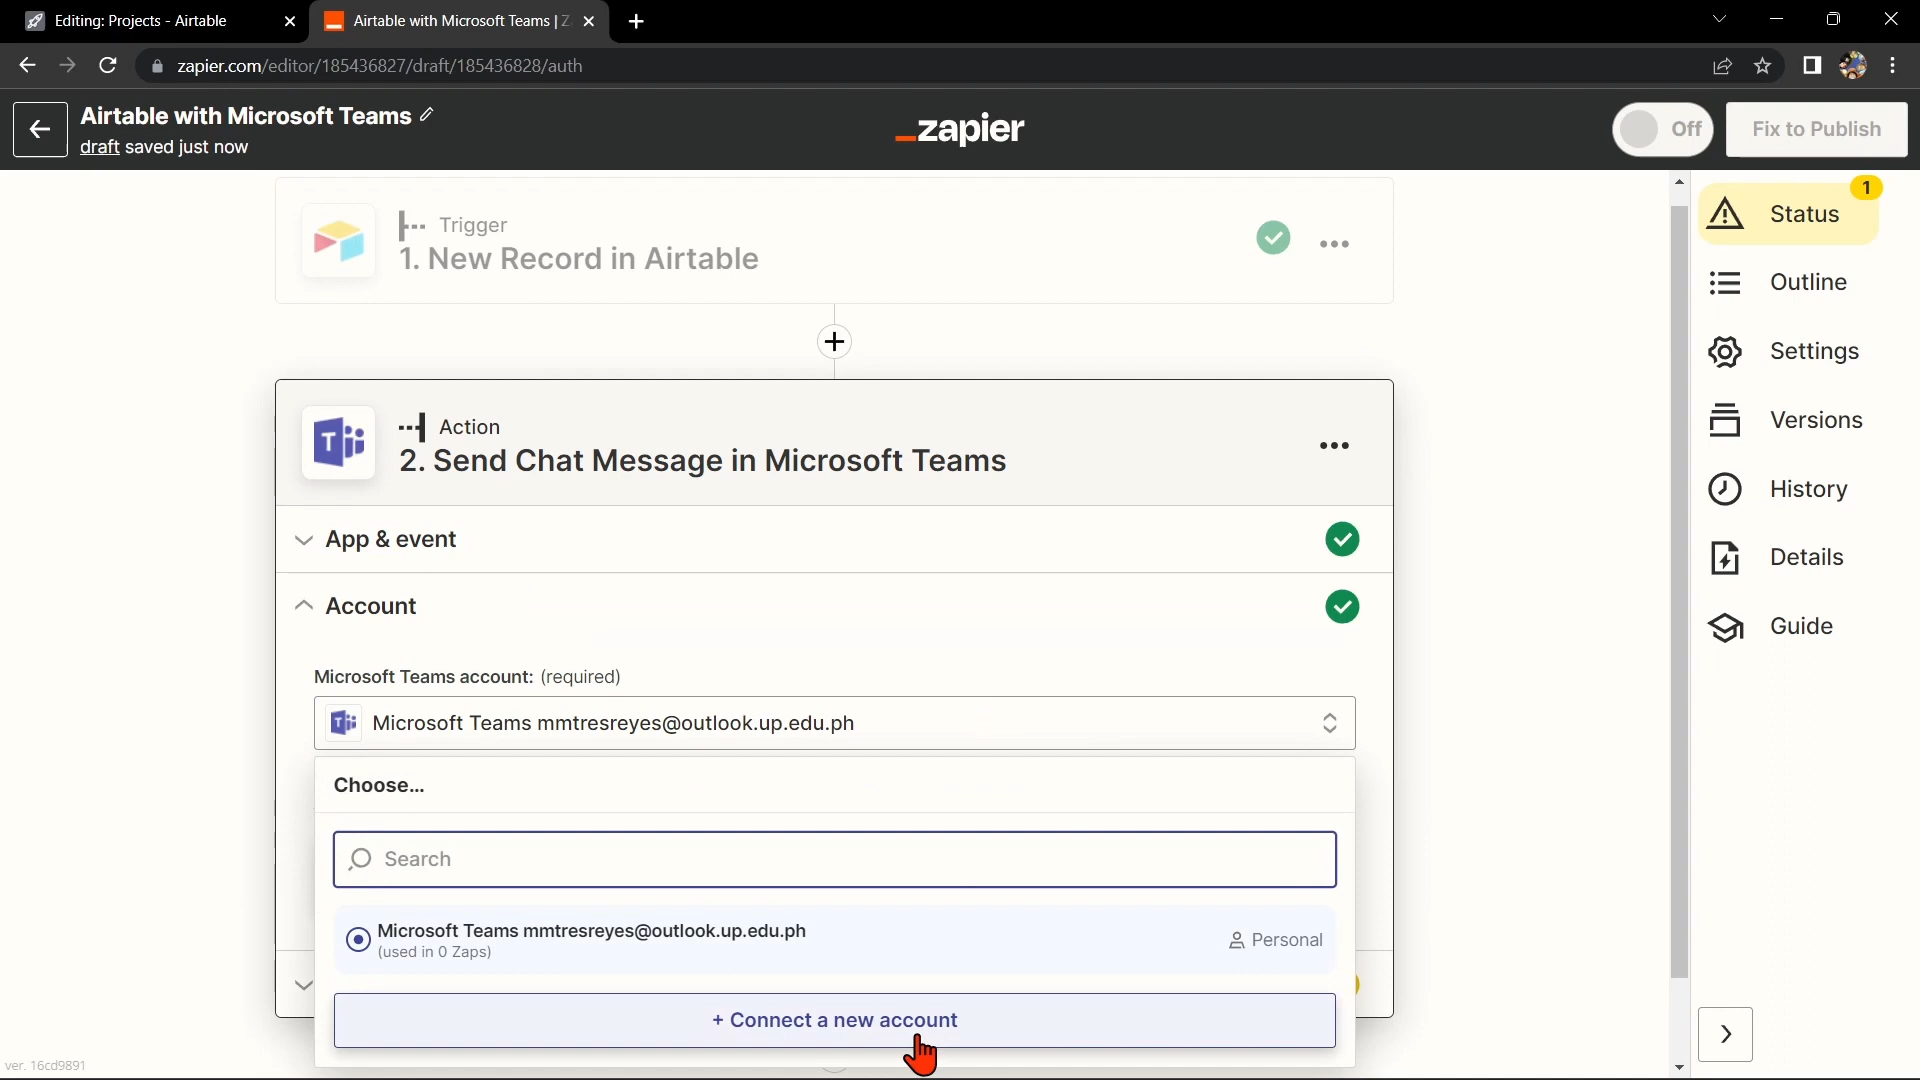 Editing: Projects - Airtable
Airtable with Microsoft Teams | Z
zapier.com/editor/185436827/draft/185436828/auth
Airtable with Microsoft Teams
draft saved just now
_zapier
Off
Fix to Publish
Trigger
1. New Record in Airtable
Action
2. Send Chat Message in Microsoft Teams
App & event
Account
Microsoft Teams account: (required)
Microsoft Teams mmtresreyes@outlook.up.edu.ph
Choose...
Search
Microsoft Teams mmtresreyes@outlook.up.edu.ph
(used in 0 Zaps)
Personal
+ Connect a new account
1
Status
Outline
Settings
Versions
History
Details
Guide
ver. 16cd9891